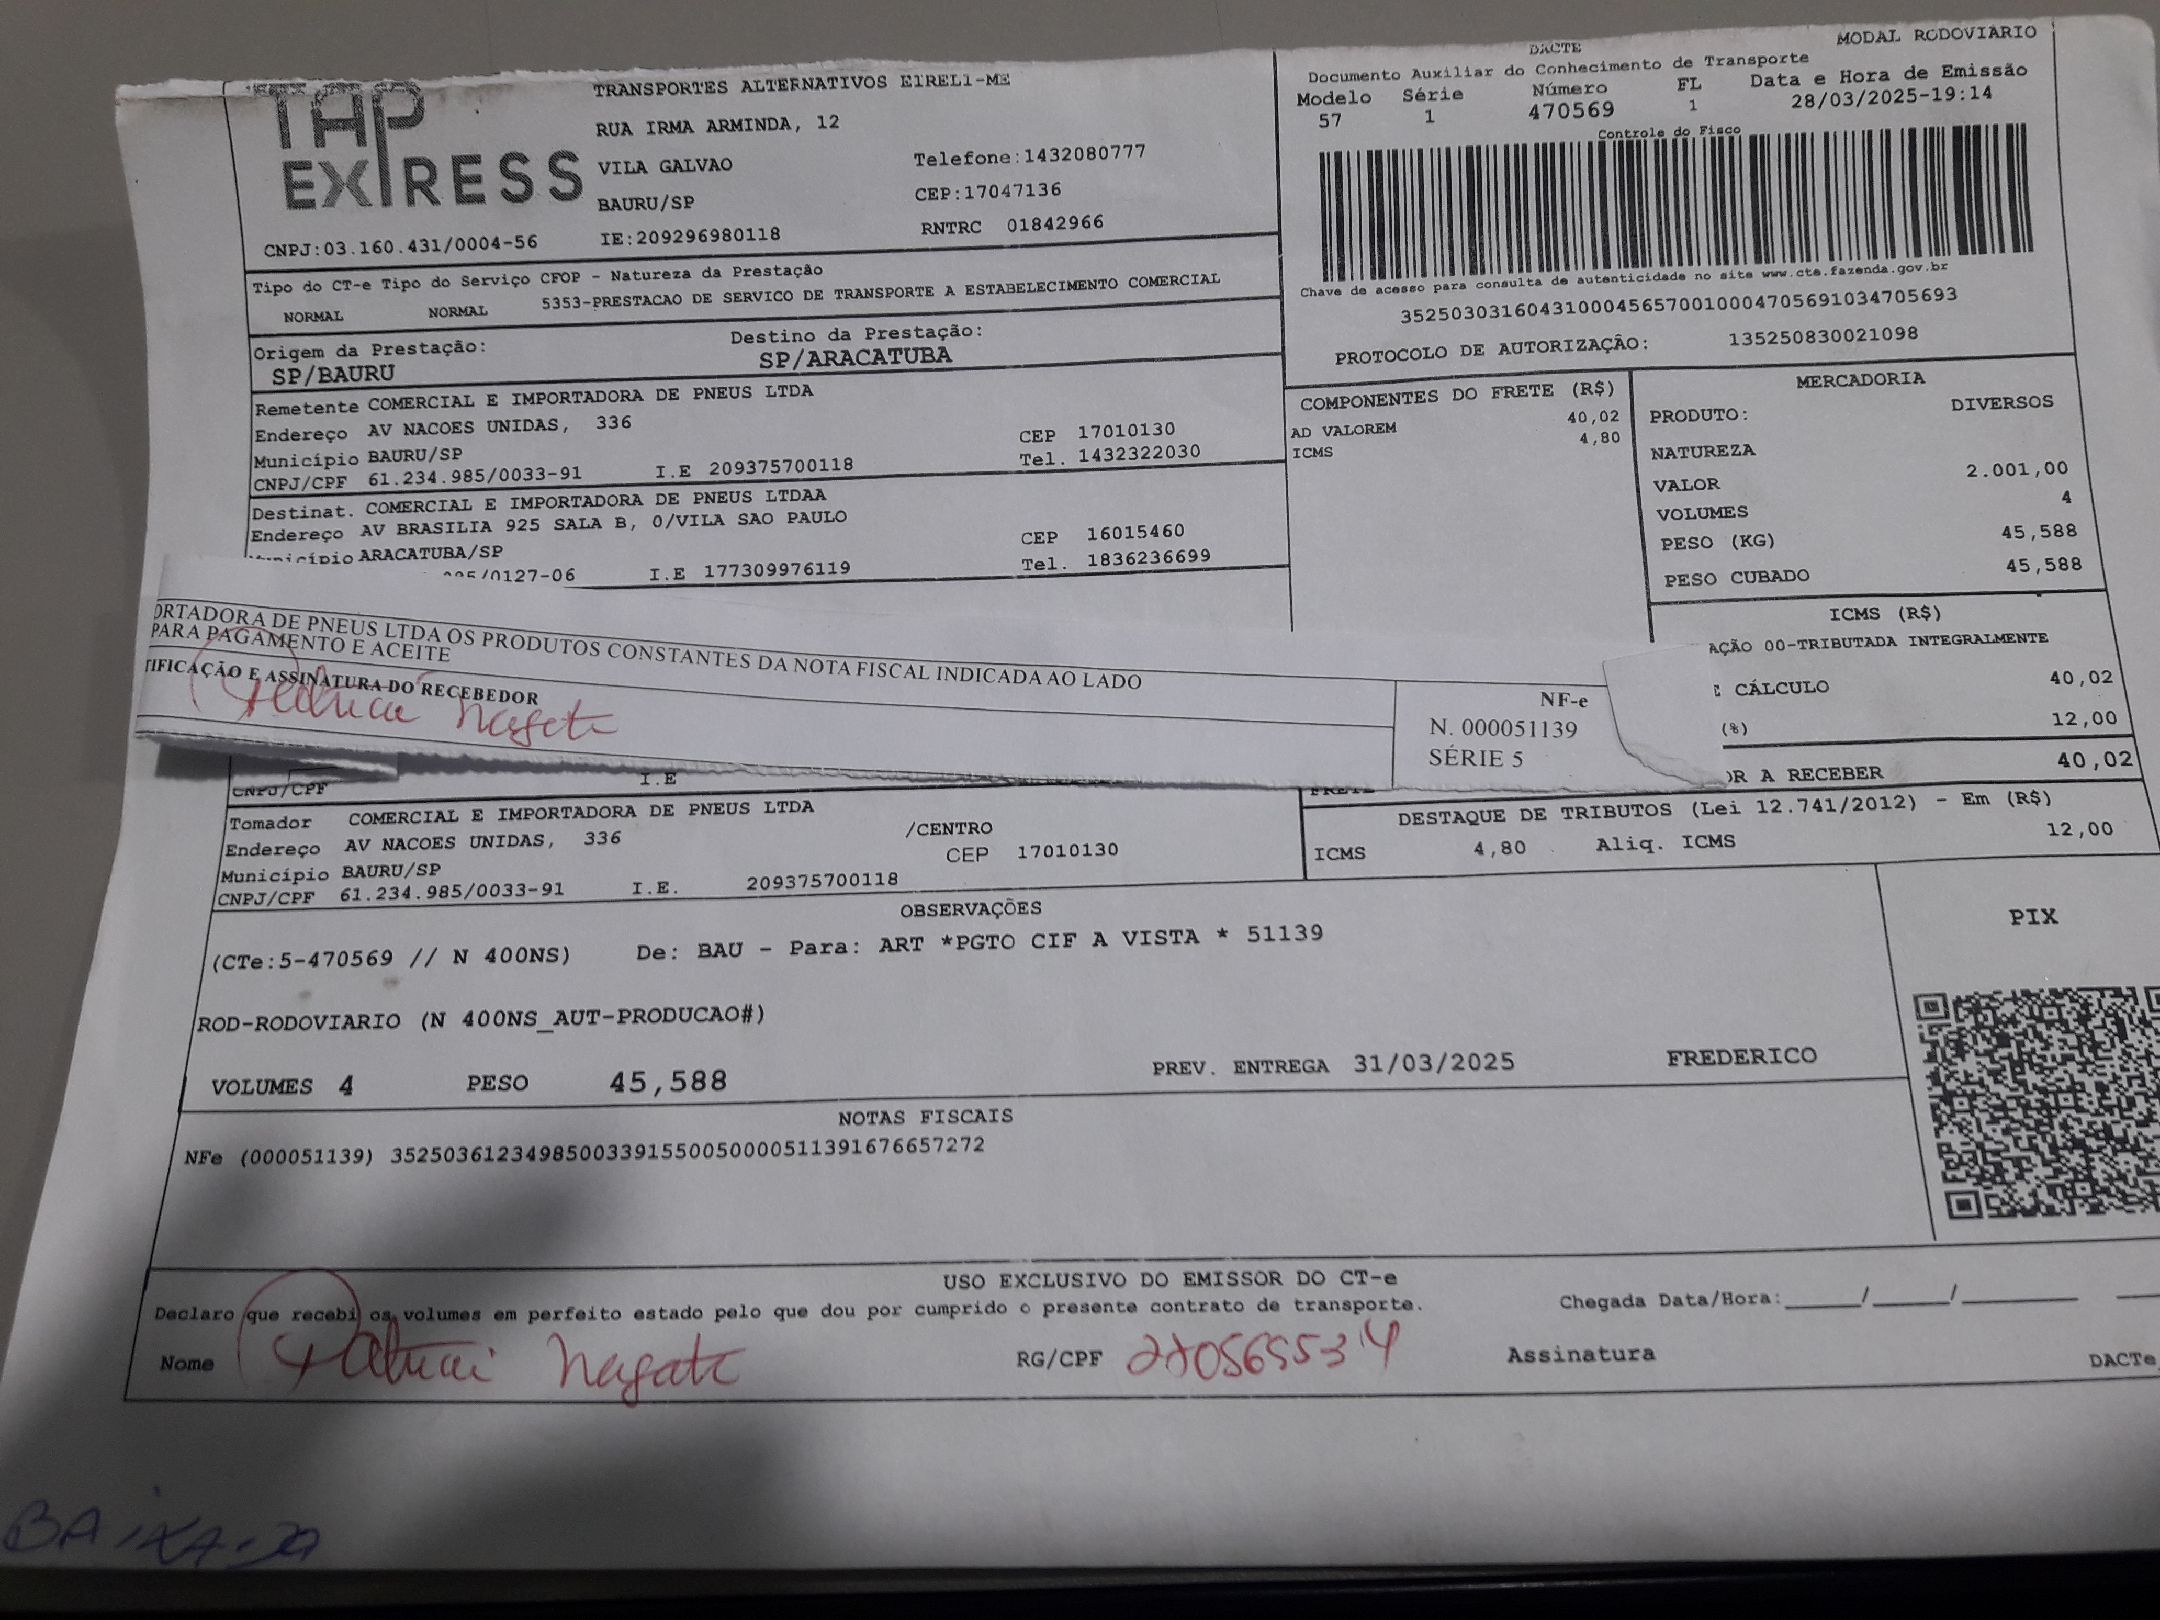 TAP EXPRESS
TRANSPORTES ALTERNATIVOS EIRELI-ME
RUA IRMA ARMINDA, 12
VILA GALVAO
Telefone:1432080777
BAURU/SP
CEP:17047136
CNPJ:03.160.431/0004-56
IE:209296980118
RNTRC 01842966
DACTE
MODAL RODOVIARIO
Documento Auxiliar do Conhecimento de Transporte
Modelo Série Número FL Data e Hora de Emissão
57 1 470569 1 28/03/2025-19:14
Controle do Fisco
Chave de acesso para consulta de autenticidade no site www.cte.fazenda.gov.br
35250303160431000456570010004705691034705693
PROTOCOLO DE AUTORIZAÇÃO: 135250830021098
Tipo do CT-e Tipo do Serviço CFOP - Natureza da Prestação
NORMAL NORMAL 5353-PRESTACAO DE SERVICO DE TRANSPORTE A ESTABELECIMENTO COMERCIAL
Origem da Prestação: Destino da Prestação:
SP/BAURU SP/ARACATUBA
Remetente COMERCIAL E IMPORTADORA DE PNEUS LTDA
Endereço AV NACOES UNIDAS, 336
CEP 17010130
Município BAURU/SP
Tel. 1432322030
CNPJ/CPF 61.234.985/0033-91 I.E 209375700118
Destinat. COMERCIAL E IMPORTADORA DE PNEUS LTDAA
Endereço AV BRASILIA 925 SALA B, 0/VILA SAO PAULO
CEP 16015460
Município ARACATUBA/SP
Tel. 1836236699
/0127-06 I.E 177309976119
COMPONENTES DO FRETE (R$)
AD VALOREM 40,02
ICMS 4,80
MERCADORIA
PRODUTO: DIVERSOS
NATUREZA
VALOR 2.001,00
VOLUMES 4
PESO (KG) 45,588
PESO CUBADO 45,588
ICMS (R$)
AÇÃO 00-TRIBUTADA INTEGRALMENTE
E CÁLCULO 40,02
(%) 12,00
OR A RECEBER 40,02
ORTADORA DE PNEUS LTDA OS PRODUTOS CONSTANTES DA NOTA FISCAL INDICADA AO LADO
PARA PAGAMENTO E ACEITE
TIFICAÇÃO E ASSINATURA DO RECEBEDOR
NF-e
N. 000051139
SÉRIE 5
CNPJ/CPF I.E
FRETE
Tomador COMERCIAL E IMPORTADORA DE PNEUS LTDA
Endereço AV NACOES UNIDAS, 336 /CENTRO
CEP 17010130
Município BAURU/SP
CNPJ/CPF 61.234.985/0033-91 I.E. 209375700118
DESTAQUE DE TRIBUTOS (Lei 12.741/2012) - Em (R$)
ICMS 4,80 Aliq. ICMS 12,00
OBSERVAÇÕES
PIX
(CTe:5-470569 // N 400NS) De: BAU - Para: ART *PGTO CIF A VISTA * 51139
ROD-RODOVIARIO (N 400NS_AUT-PRODUCAO#)
VOLUMES 4 PESO 45,588 PREV. ENTREGA 31/03/2025 FREDERICO
NOTAS FISCAIS
NFe (000051139) 35250361234985003391550050000511391676657272
USO EXCLUSIVO DO EMISSOR DO CT-e
Declaro que recebi os volumes em perfeito estado pelo que dou por cumprido o presente contrato de transporte.
Chegada Data/Hora:____/____/______
Nome
RG/CPF
Assinatura
DACTe